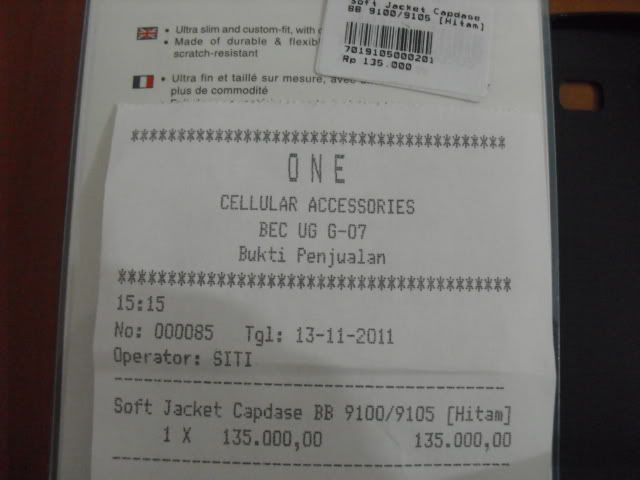 Soft Jacket Capdase
BB 9100/9105 [Hitam]
7019105000201
Rp 135.000
• Ultra slim and custom-fit, with
• Made of durable & flexib
scratch-resistant
• Ultra fin et taillé sur mesure, avec
plus de commodité
****************************************
ONE
CELLULAR ACCESSORIES
BEC UG G-07
Bukti Penjualan
****************************************
15:15
No: 000085 Tgl: 13-11-2011
Operator: SITI
----------------------------------------
Soft Jacket Capdase BB 9100/9105 [Hitam]
1 X 135.000,00 135.000,00
----------------------------------------